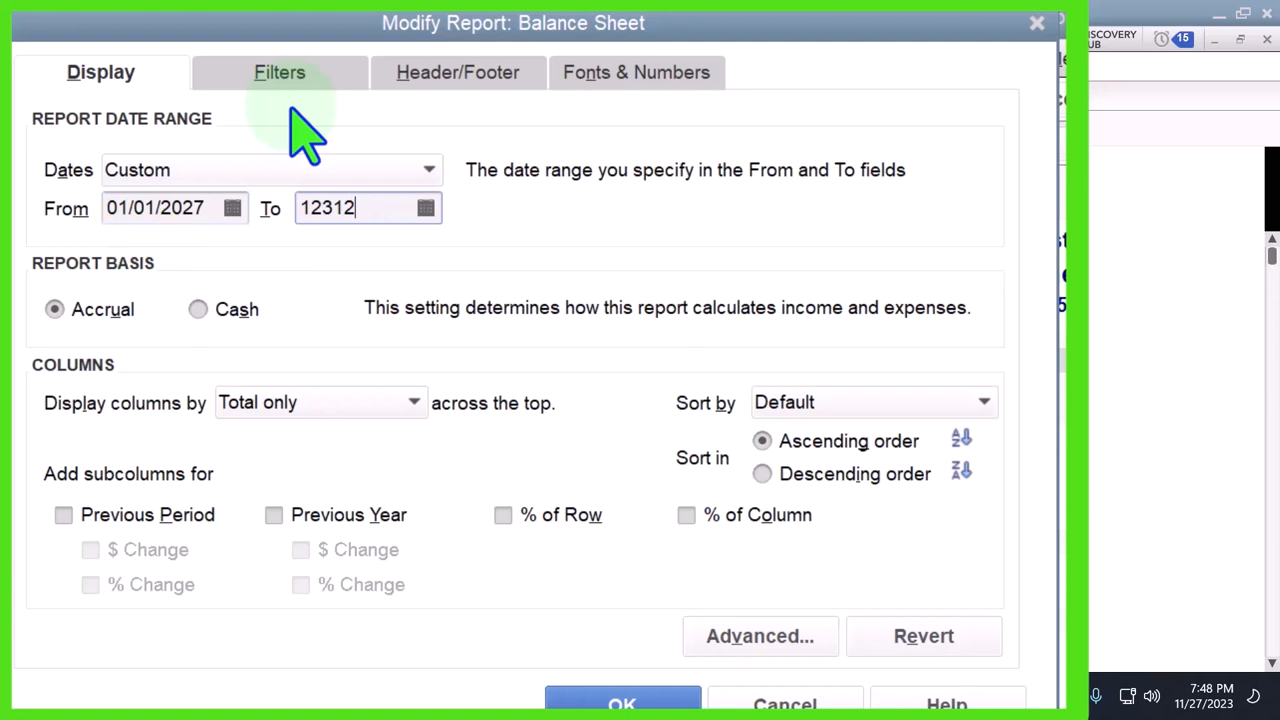 Modify Report: Balance Sheet
DISCOVERY
15
Display
Filters
Header/Footer
Fonts & Numbers
REPORT DATE RANGE
Dates Custom The date range you specify in the From and To fields
From 01/01/2027 To 12312
REPORT BASIS
Accrual Cash This setting determines how this report calculates income and expenses.
COLUMNS
Display columns by Total only across the top. Sort by Default
Sort in Ascending order
Descending order
Add subcolumns for
Previous Period Previous Year % of Row % of Column
$ Change $ Change
% Change % Change
Advanced... Revert
OK Cancel Help
7:48 PM
11/27/2023